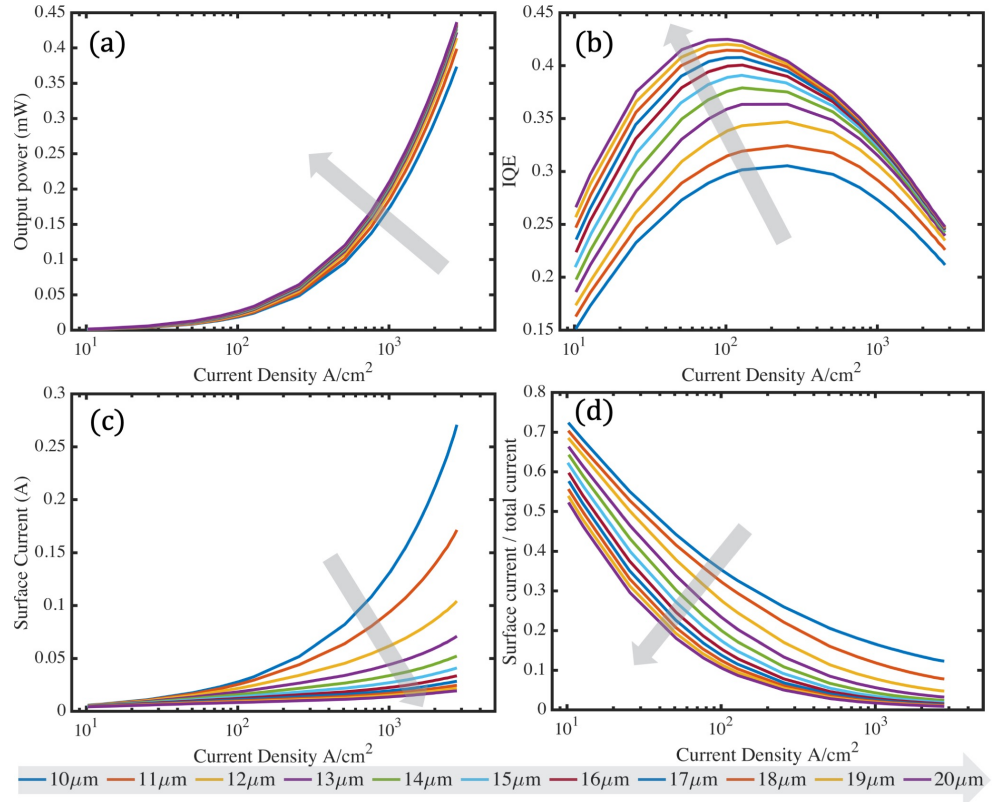 (a)
Output power (mW)
0.45
0.4
0.35
0.3
0.25
0.2
0.15
0.1
0.05
0
10¹ 10² 10³
Current Density A/cm²
(b)
IQE
0.45
0.4
0.35
0.3
0.25
0.2
0.15
10¹ 10² 10³
Current Density A/cm²
(c)
Surface Current (A)
0.3
0.25
0.2
0.15
0.1
0.05
0
10¹ 10² 10³
Current Density A/cm²
(d)
Surface current / total current
0.8
0.7
0.6
0.5
0.4
0.3
0.2
0.1
0
10¹ 10² 10³
Current Density A/cm²
10μm 11μm 12μm 13μm 14μm 15μm 16μm 17μm 18μm 19μm 20μm